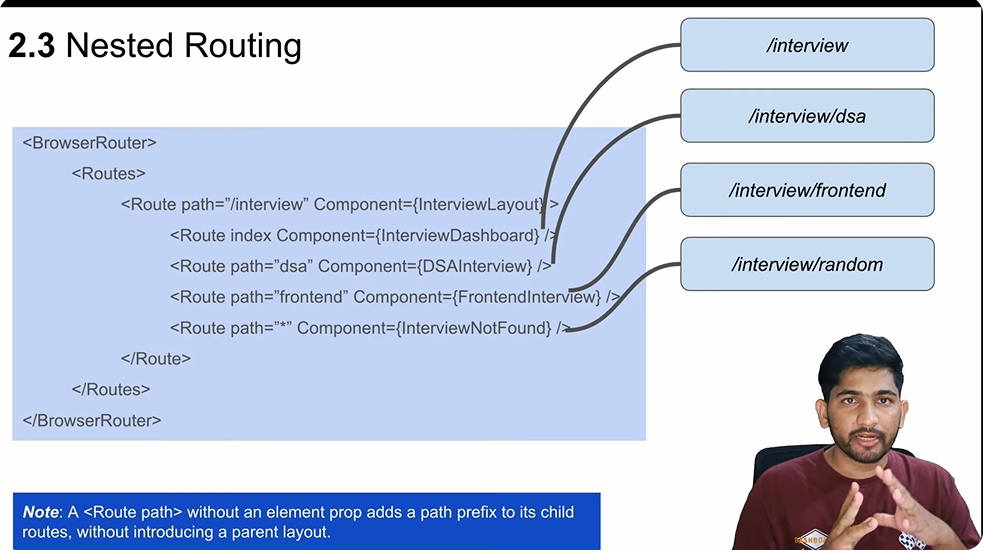 2.3 Nested Routing
/interview
/interview/dsa
/interview/frontend
/interview/random
<BrowserRouter>
<Routes>
<Route path=”/interview” Component={InterviewLayout} >
<Route index Component={InterviewDashboard} />
<Route path=”dsa” Component={DSAInterview} />
<Route path=”frontend” Component={FrontendInterview} />
<Route path=”*” Component={InterviewNotFound} />
</Route>
</Routes>
</BrowserRouter>
Note: A <Route path> without an element prop adds a path prefix to its child
routes, without introducing a parent layout.